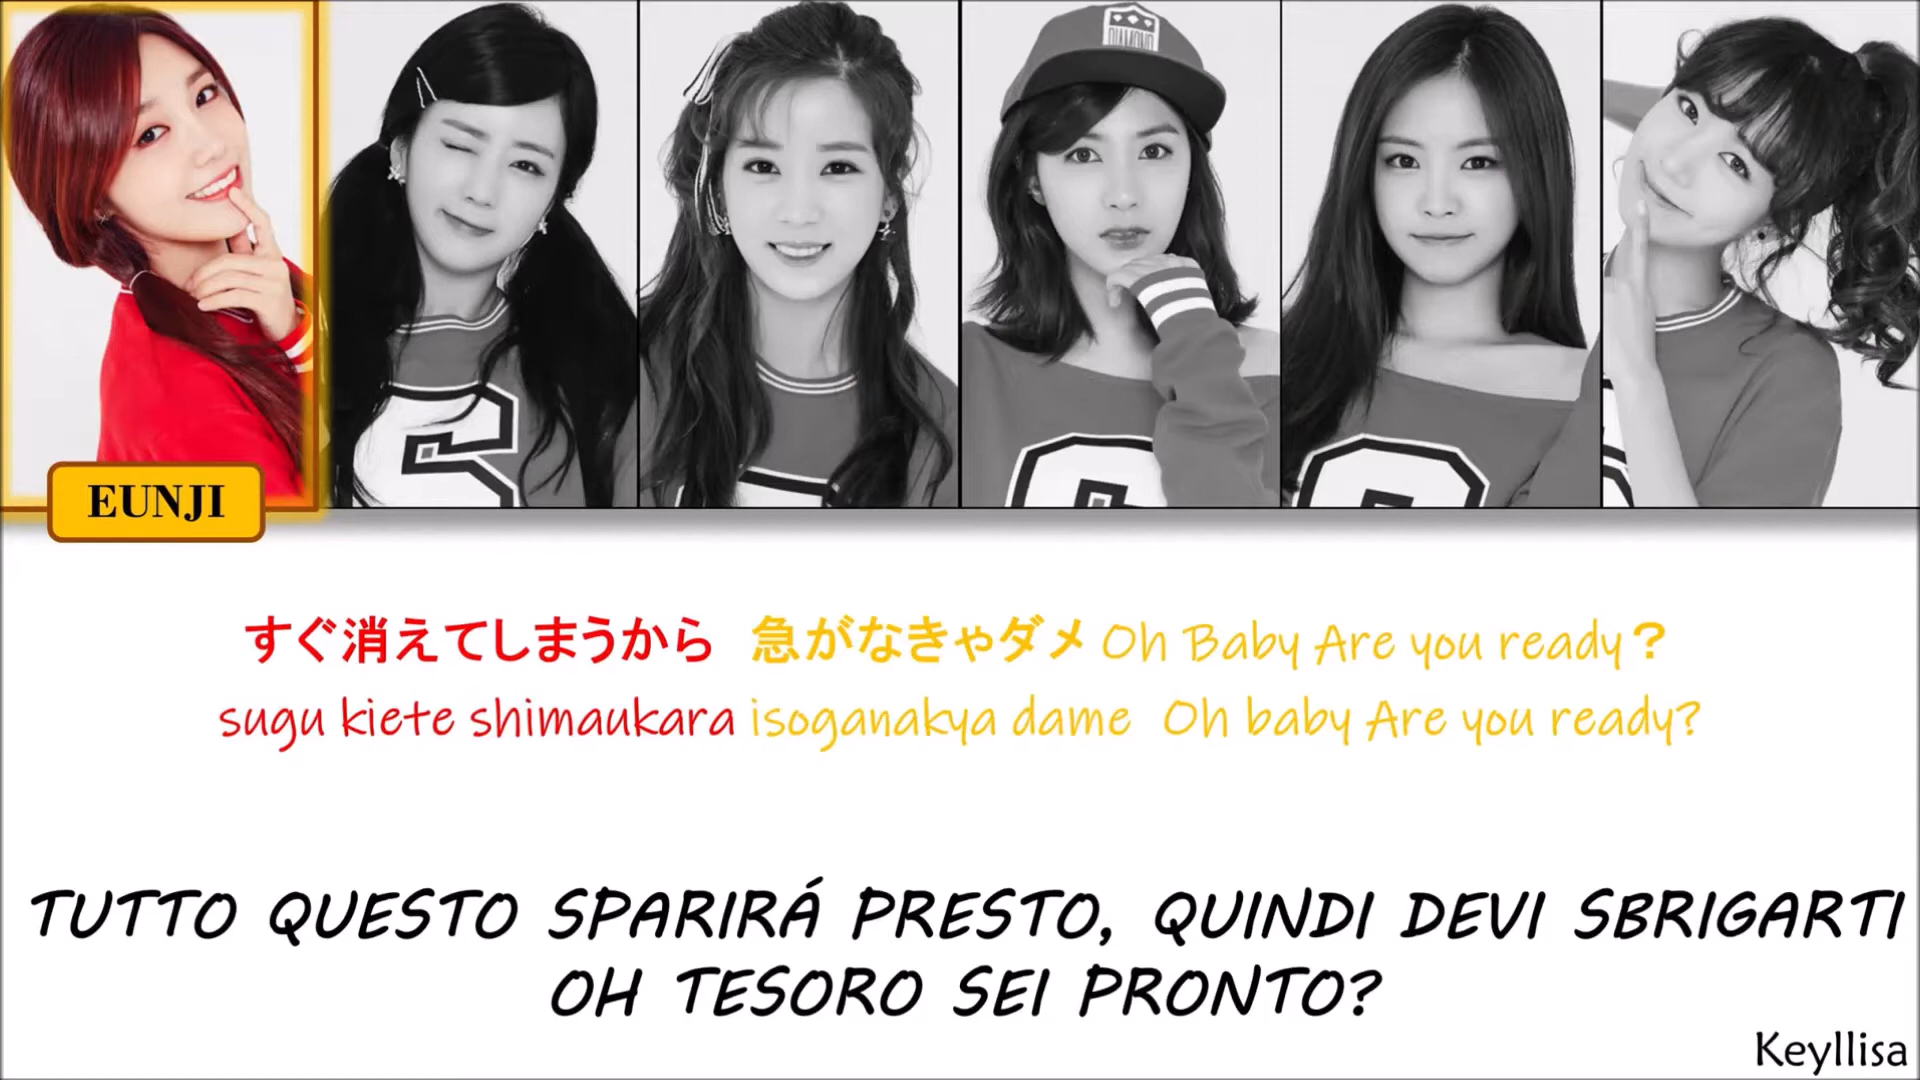 DIAMOND
EUNJI
すぐ消えてしまうから 急がなきゃダメ Oh Baby Are you ready？
sugu kiete shimaukara isoganakya dame Oh baby Are you ready?
TUTTO QUESTO SPARIRÁ PRESTO, QUINDI DEVI SBRIGARTI
OH TESORO SEI PRONTO?
Keyllisa